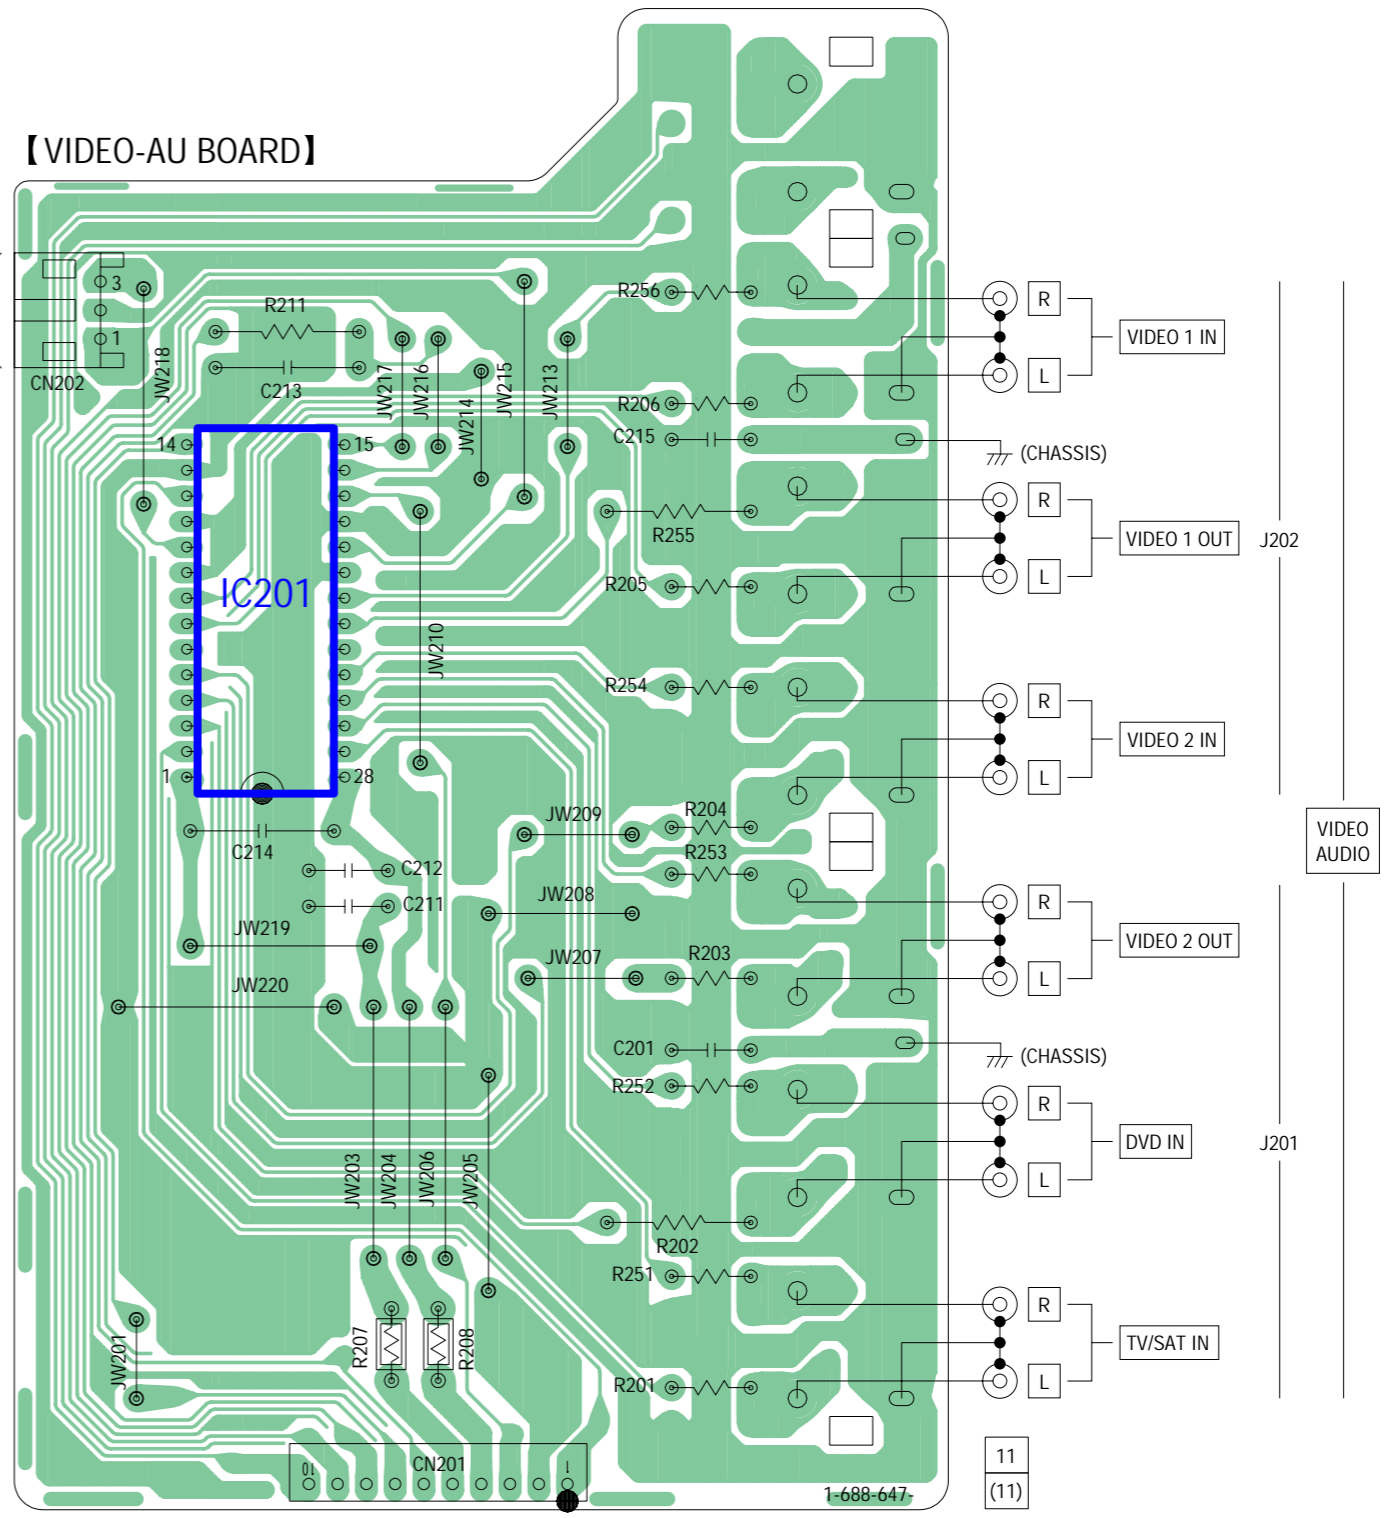 【VIDEO-AU BOARD】
3
1
CN202
JW218
R211
C213
JW217
JW216
JW214
JW215
JW213
R256
R206
C215
R
L
VIDEO 1 IN
(CHASSIS)
14
15
IC201
1
28
JW210
R255
R205
R
L
VIDEO 1 OUT
J202
R254
R
L
VIDEO 2 IN
C214
C212
C211
JW209
R204
R253
JW208
VIDEO
AUDIO
JW219
JW220
JW207
R203
R
L
VIDEO 2 OUT
C201
(CHASSIS)
R252
R
L
DVD IN
J201
JW203
JW204
JW206
JW205
R202
R251
R
L
TV/SAT IN
JW201
R207
R208
R201
10
CN201
1
1-688-647-
11
(11)